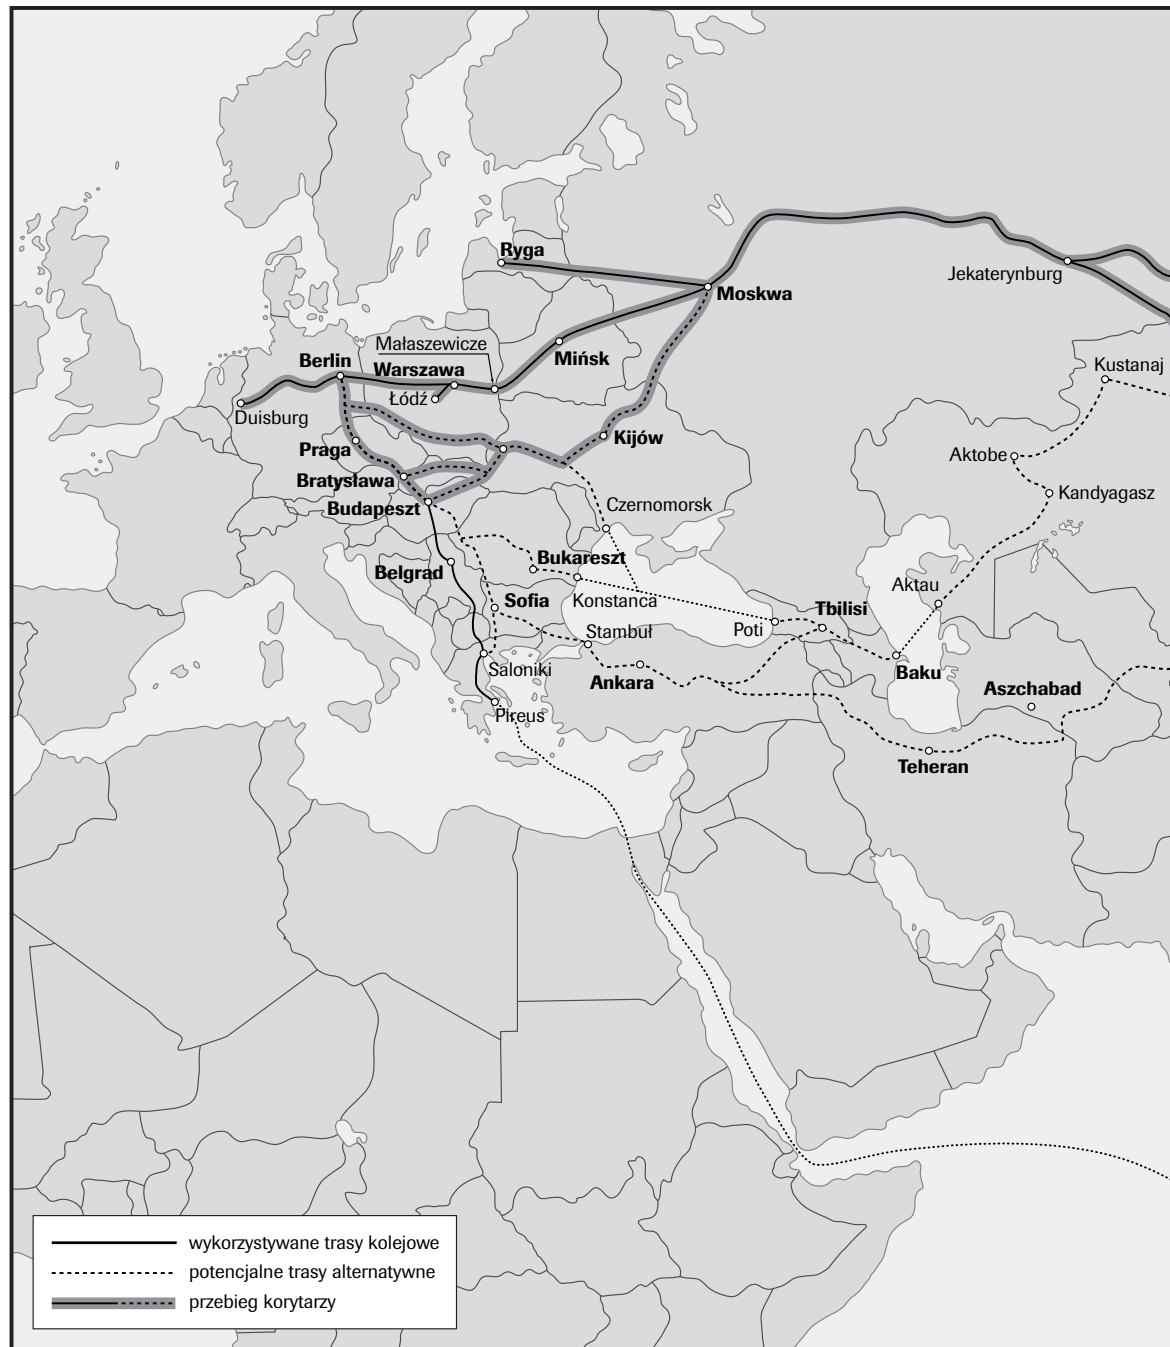 Ryga
Moskwa
Jekaterynburg
Małaszewicze
Berlin
Warszawa
Mińsk
Kustanaj
Łódź
Duisburg
Praga
Kijów
Aktobe
Bratysława
Kandyagasz
Budapeszt
Czernomorsk
Bukareszt
Belgrad
Aktau
Konstanca
Sofia
Tbilisi
Stambuł
Poti
Saloniki
Ankara
Baku
Aszchabad
Pireus
Teheran
wykorzystywane trasy kolejowe
potencjalne trasy alternatywne
przebieg korytarzy